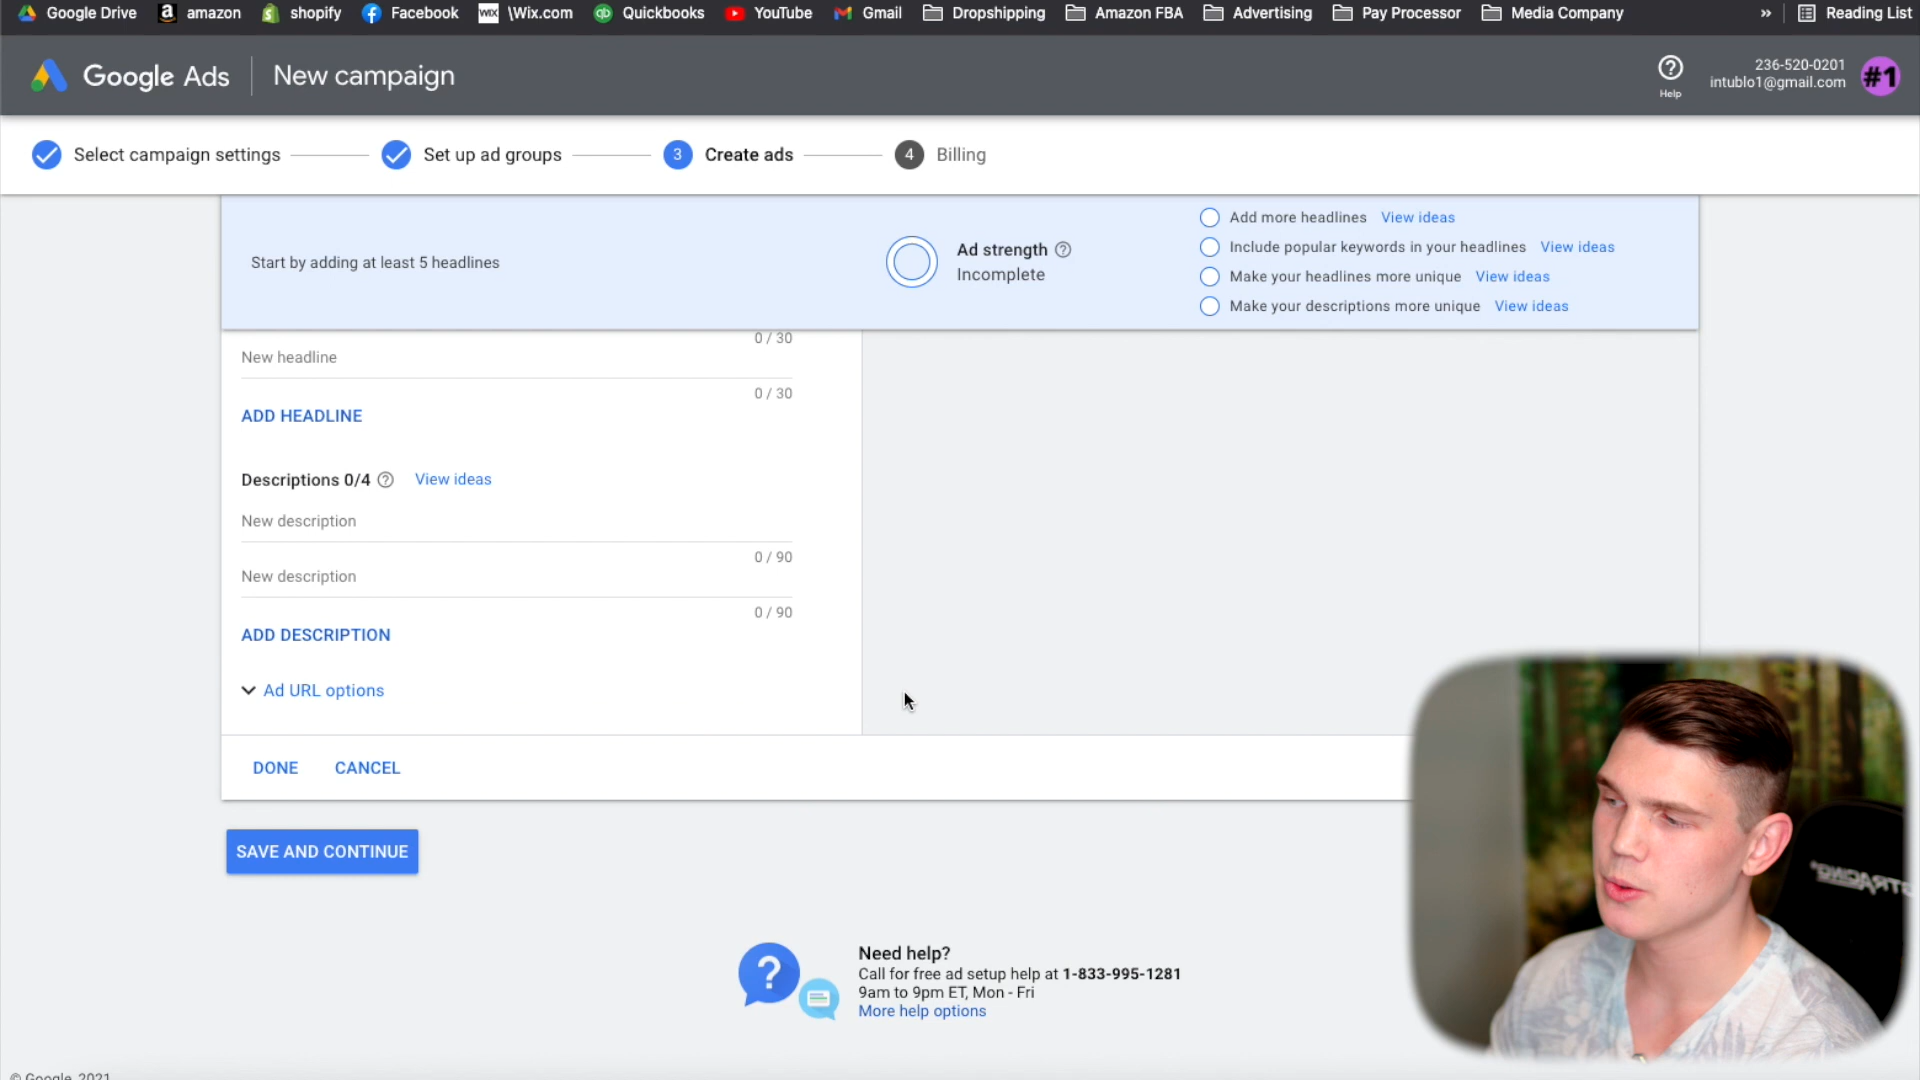 Google Drive amazon shopify Facebook WIX \Wix.com Quickbooks YouTube Gmail Dropshipping Amazon FBA Advertising Pay Processor Media Company » Reading List
Google Ads New campaign
Help
236-520-0201
intublo1@gmail.com
#1
Select campaign settings Set up ad groups 3 Create ads 4 Billing
Start by adding at least 5 headlines
Ad strength ?
Incomplete
Add more headlines View ideas
Include popular keywords in your headlines View ideas
Make your headlines more unique View ideas
Make your descriptions more unique View ideas
0 / 30
New headline
0 / 30
ADD HEADLINE
Descriptions 0/4 ? View ideas
New description
0 / 90
New description
0 / 90
ADD DESCRIPTION
Ad URL options
DONE CANCEL
SAVE AND CONTINUE
Need help?
Call for free ad setup help at 1-833-995-1281
9am to 9pm ET, Mon - Fri
More help options
© Google, 2021